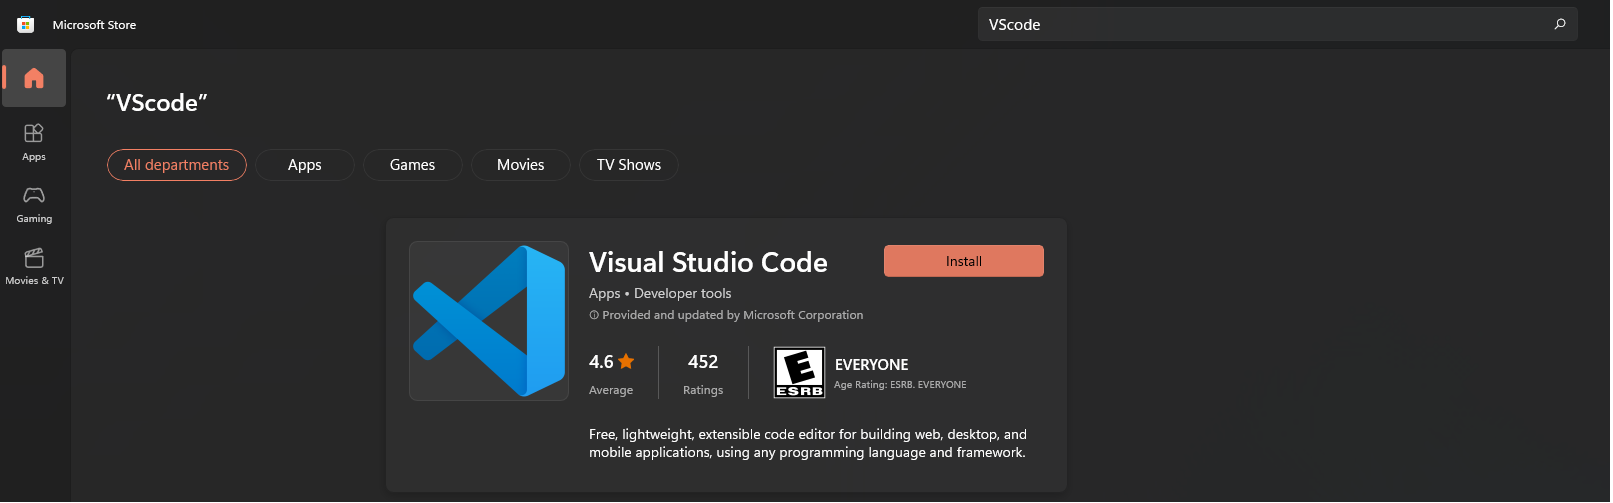 Microsoft Store
VScode
“VScode”
All departments
Apps
Games
Movies
TV Shows
Apps
Gaming
Movies & TV
Visual Studio Code
Install
Apps • Developer tools
Provided and updated by Microsoft Corporation
4.6
Average
452
Ratings
E
ESRB
EVERYONE
Age Rating: ESRB. EVERYONE
Free, lightweight, extensible code editor for building web, desktop, and
mobile applications, using any programming language and framework.